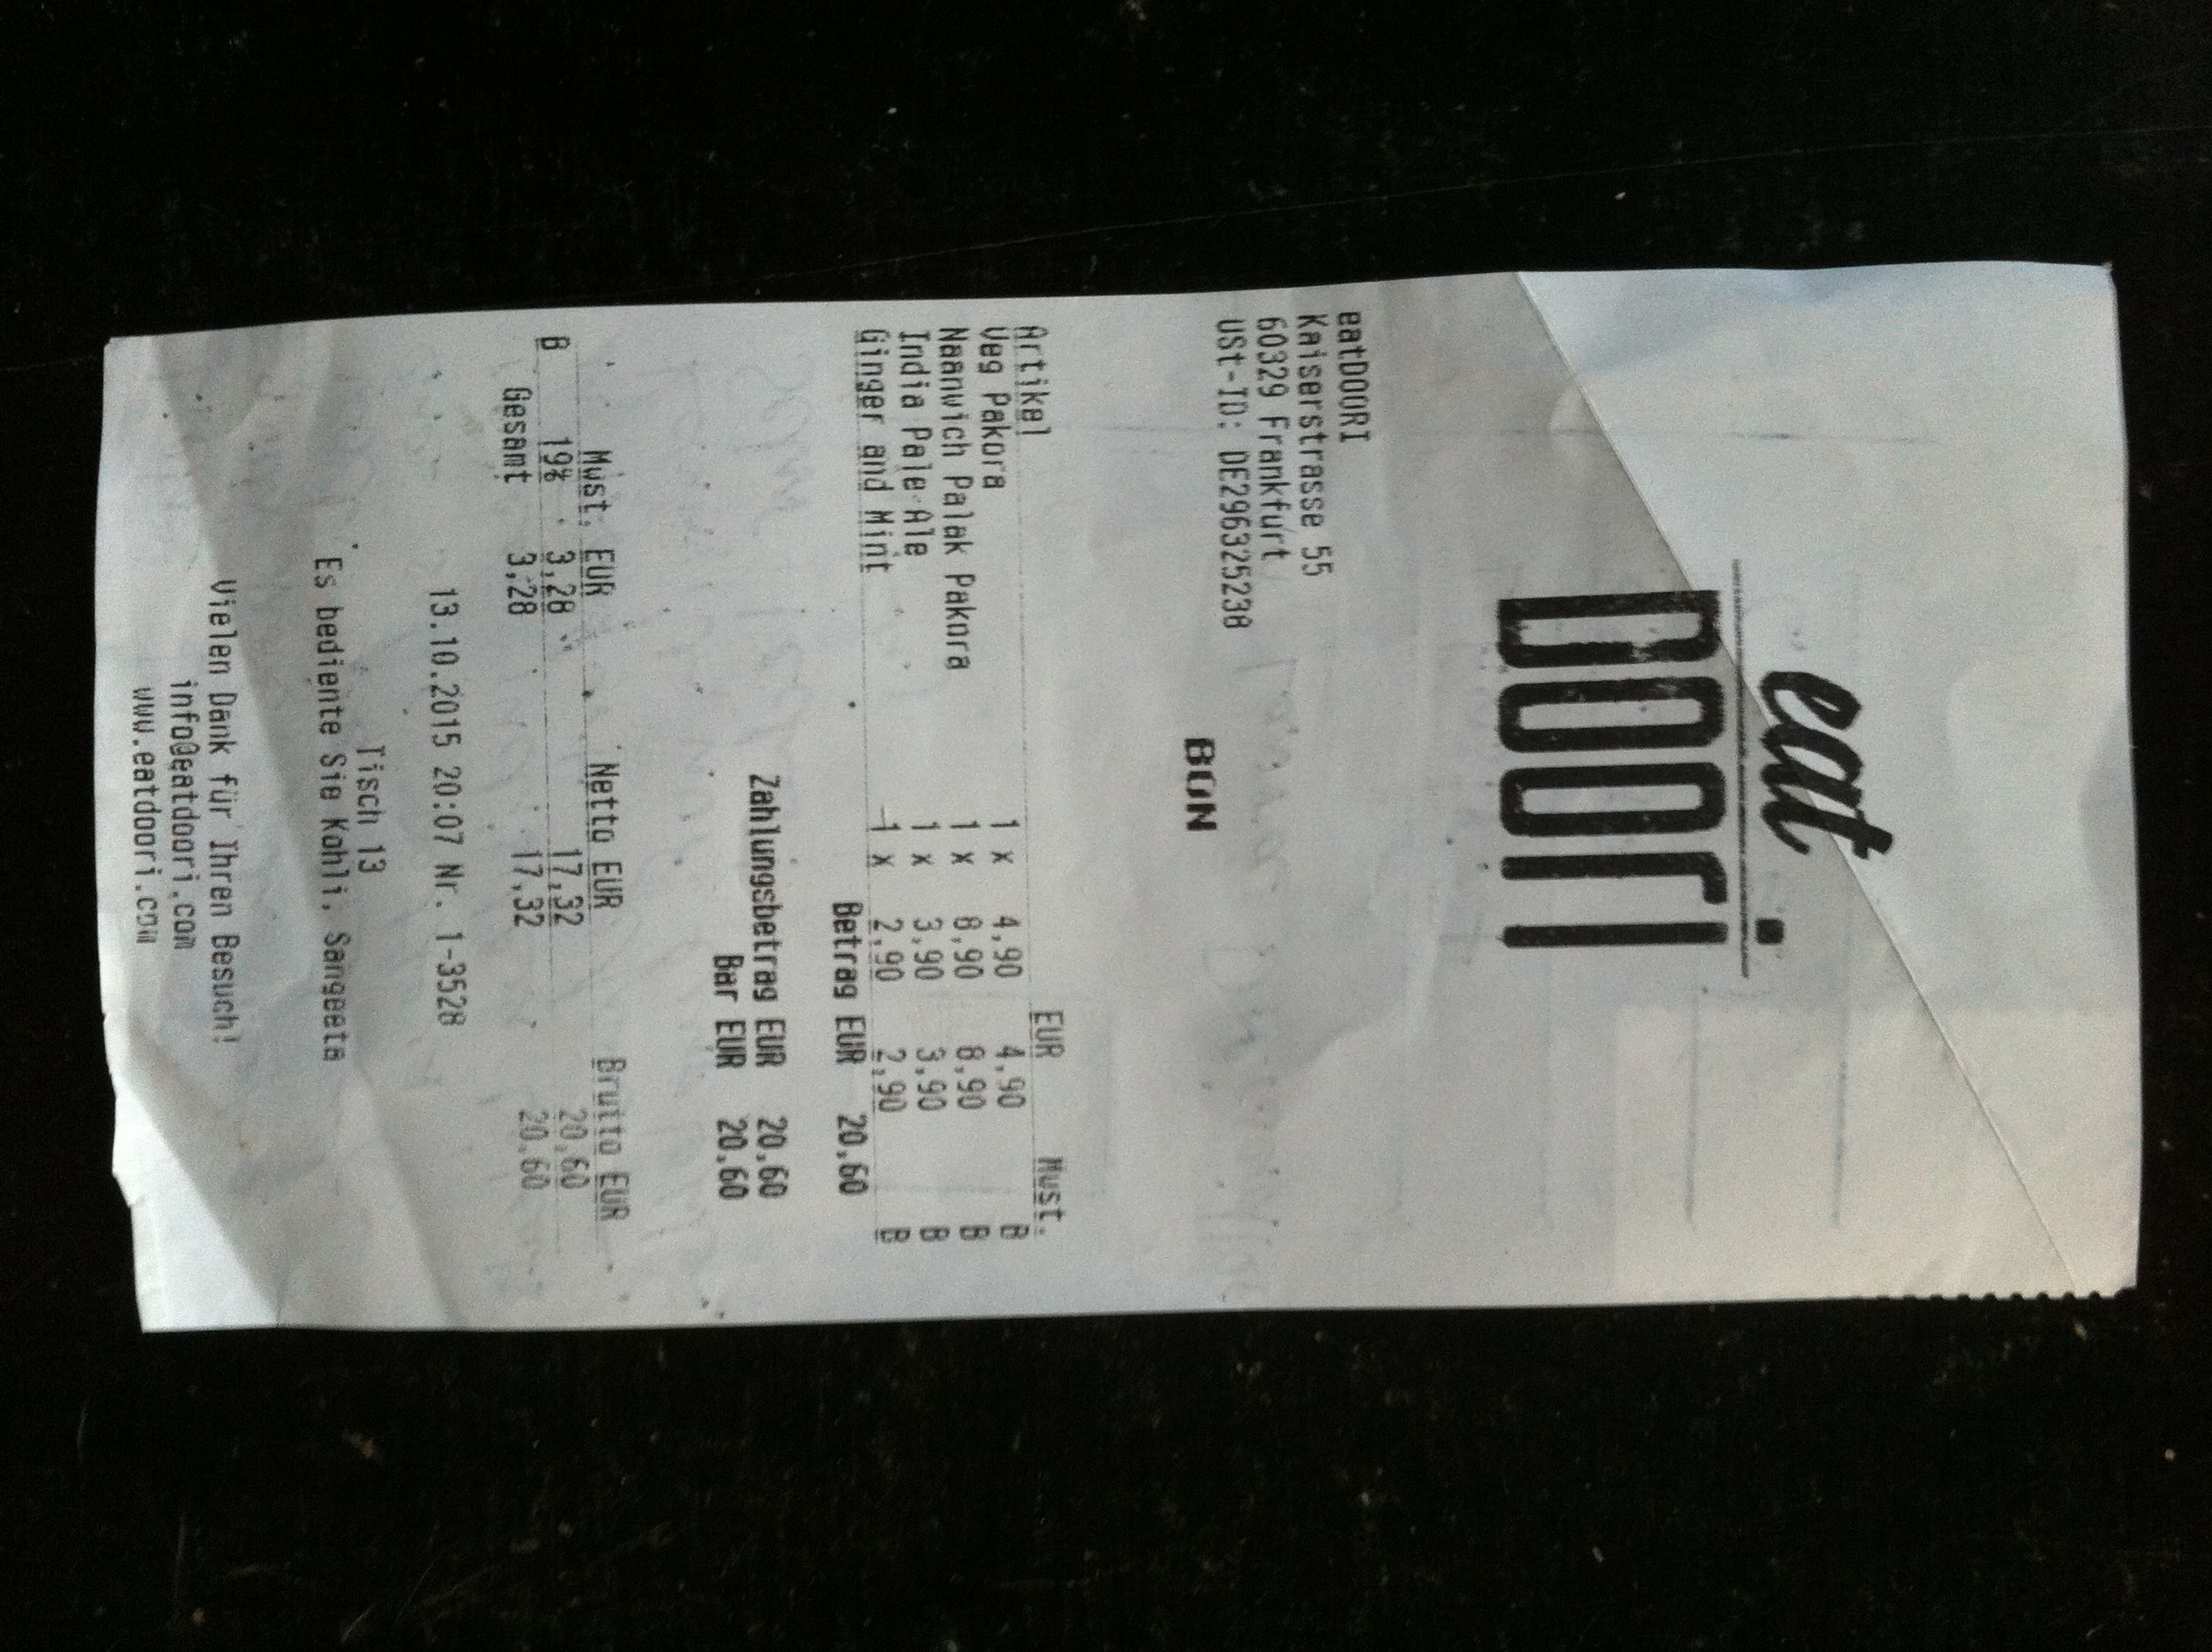 eat
DOORI
eatDOORI
Kaiserstrasse 55
60329 Frankfurt
USt-ID: DE296325238
BON
Artikel EUR Mwst.
Veg Pakora 1 x 4,90 4,90 B
Naanwich Palak Pakora 1 x 8,90 8,90 B
India Pale Ale 1 x 3,90 3,90 B
Ginger and Mint 1 x 2,90 2,90 B
Betrag EUR 20,60
Zahlungsbetrag EUR 20,60
Bar EUR 20,60
Mwst. EUR Netto EUR Brutto EUR
B 19% 3,28 17,32 20,60
Gesamt 3,28 17,32 20,60
13.10.2015 20:07 Nr. 1-3528
Tisch 13
Es bediente Sie Kohli, Sangeeta
Vielen Dank für Ihren Besuch!
info@eatdoori.com
www.eatdoori.com